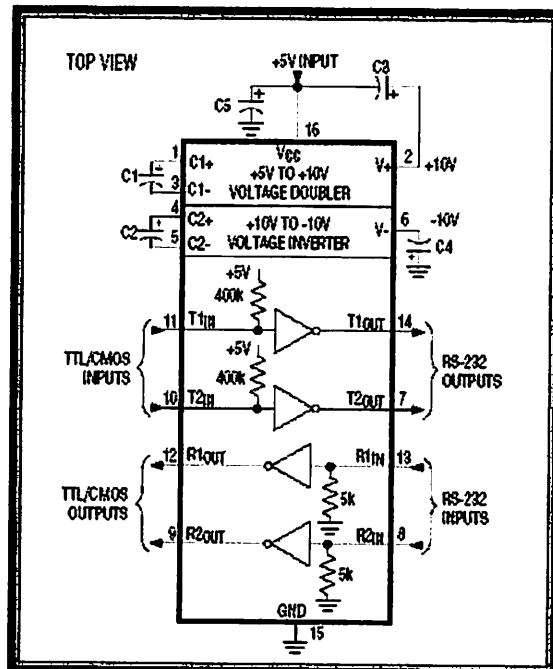 TOP VIEW
+5V INPUT
C3
C5
+
+
16
1
C1+
VCC
+5V TO +10V
VOLTAGE DOUBLER
V+
2
+10V
C1
+
3
C1-
4
C2+
+10V TO -10V
VOLTAGE INVERTER
V-
6
-10V
C2
+
5
C2-
C4
+
+5V
400k
11
T1IN
T1OUT
14
TTL/CMOS
INPUTS
+5V
400k
RS-232
OUTPUTS
10
T2IN
T2OUT
7
12
R1OUT
R1IN
13
TTL/CMOS
OUTPUTS
5k
RS-232
INPUTS
9
R2OUT
R2IN
8
5k
GND
15